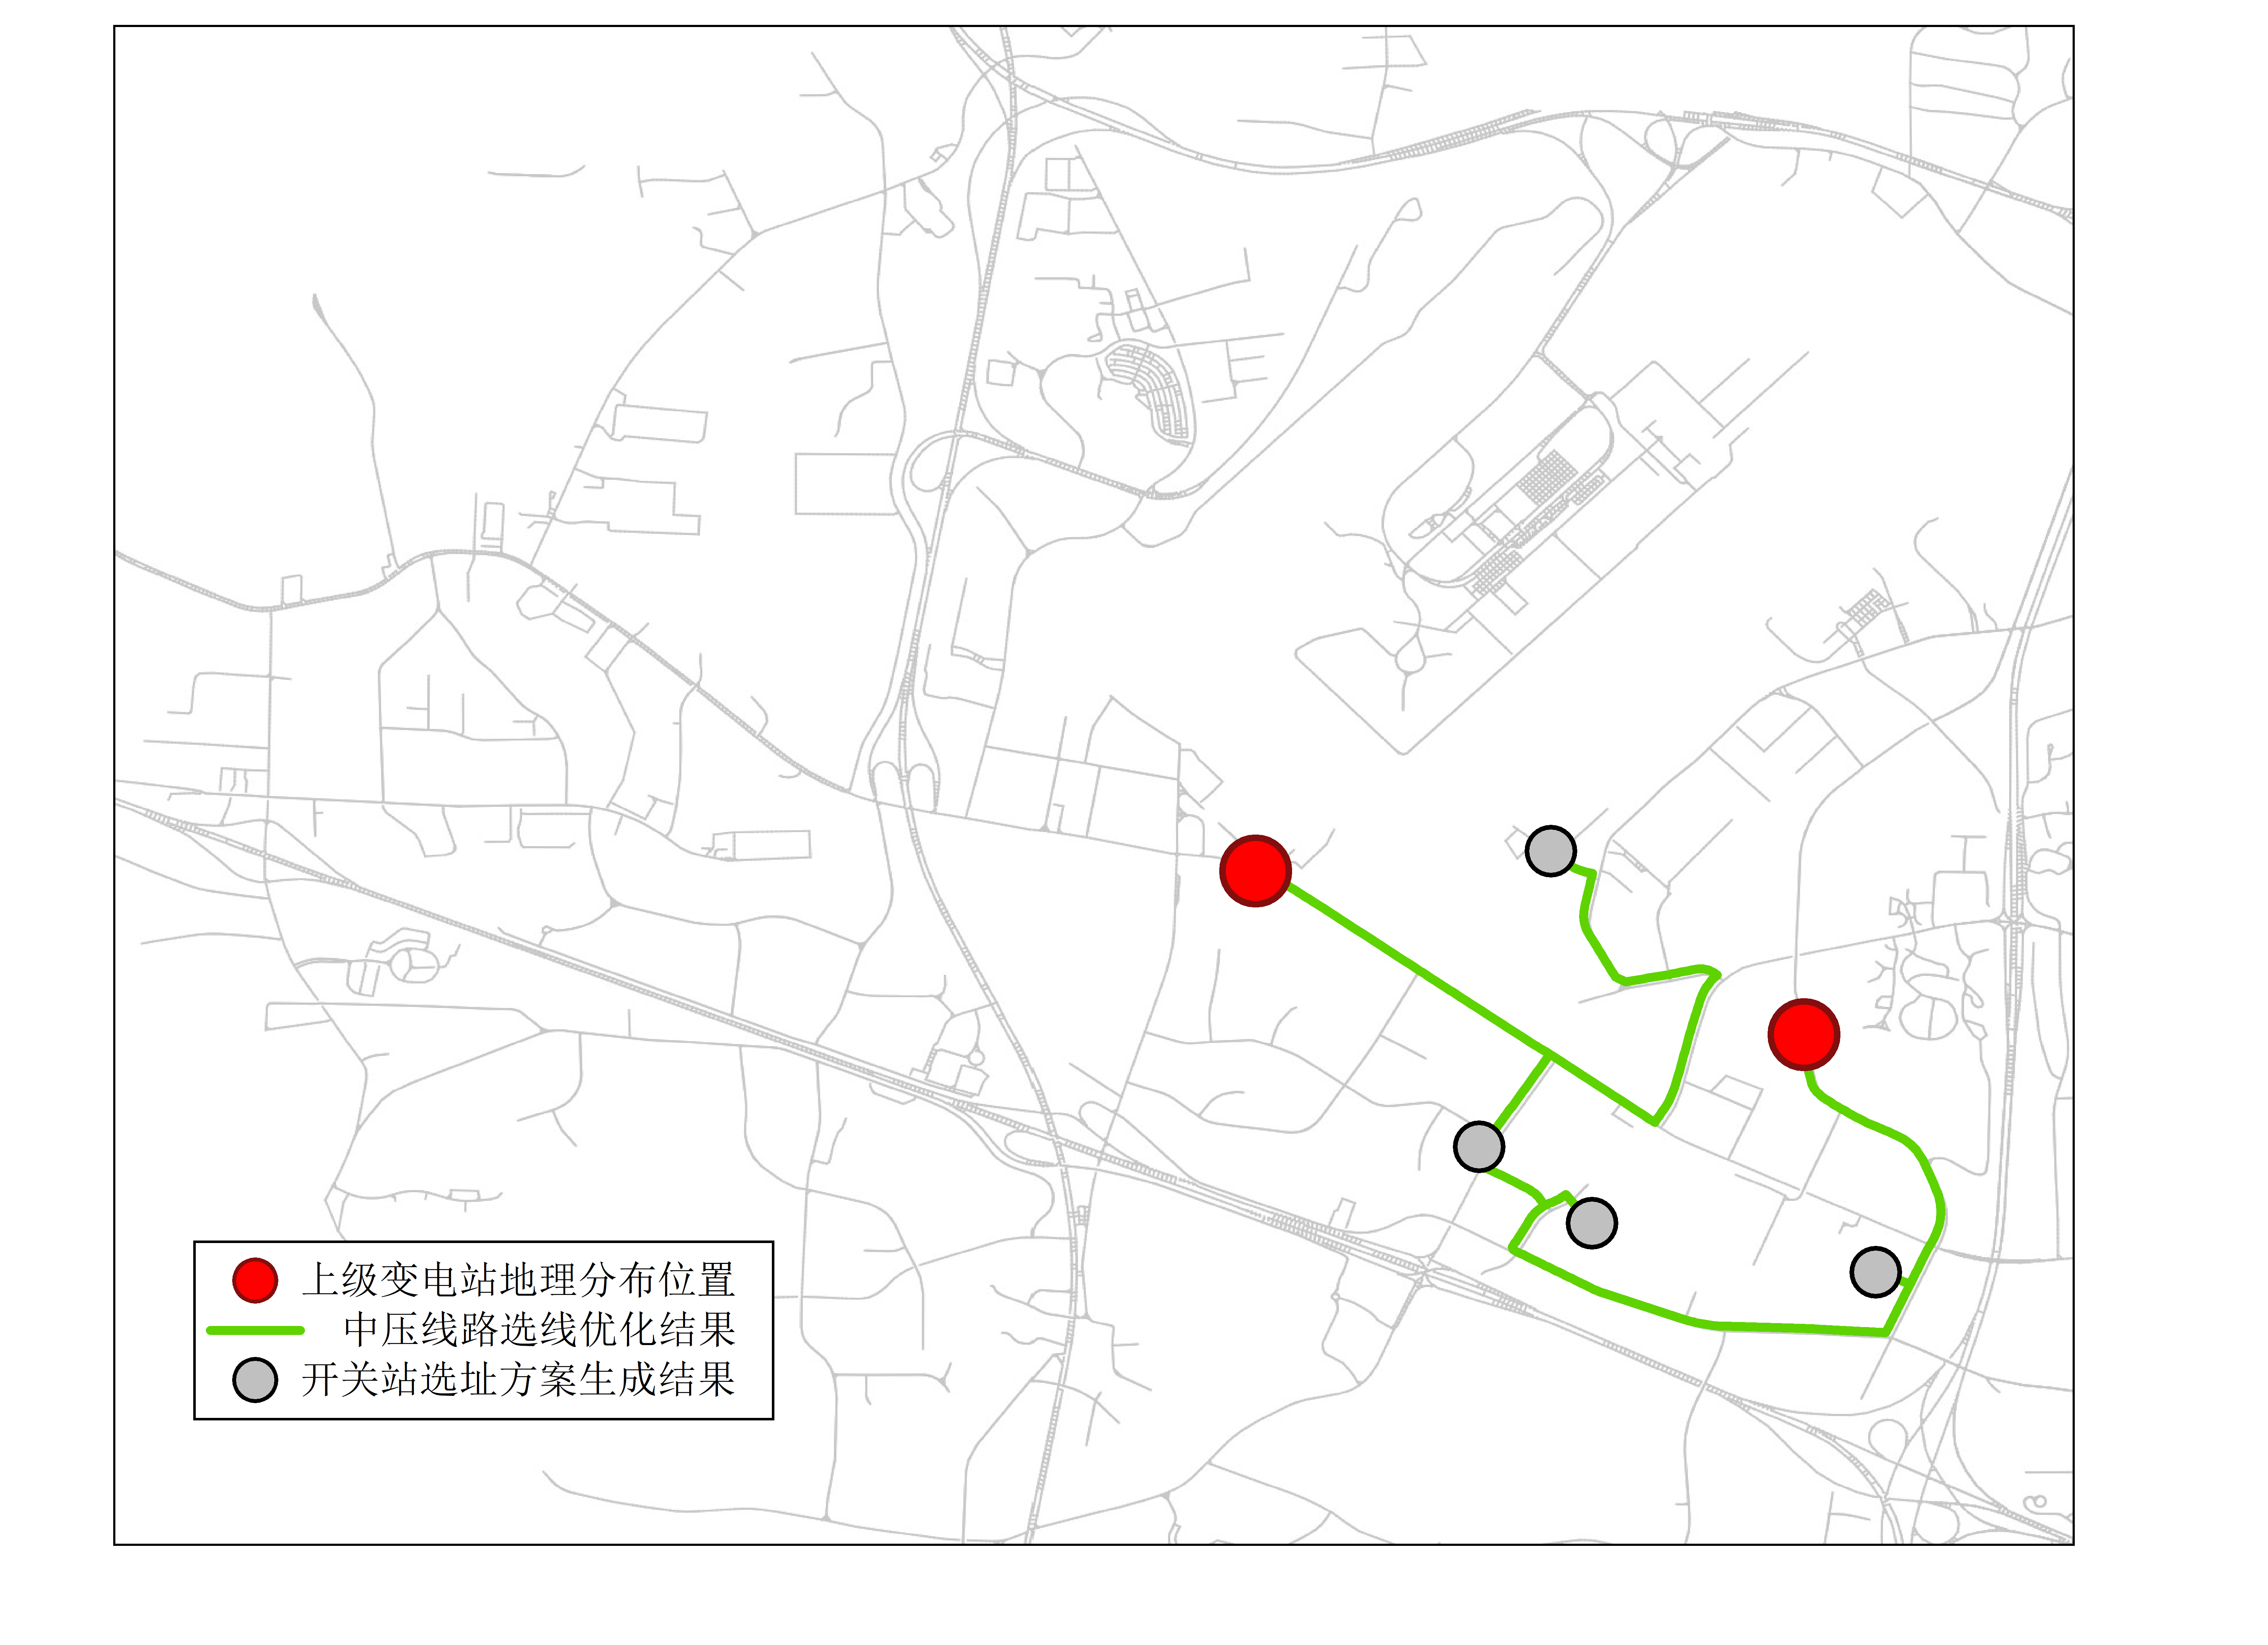 上级变电站地理分布位置
中压线路选线优化结果
开关站选址方案生成结果